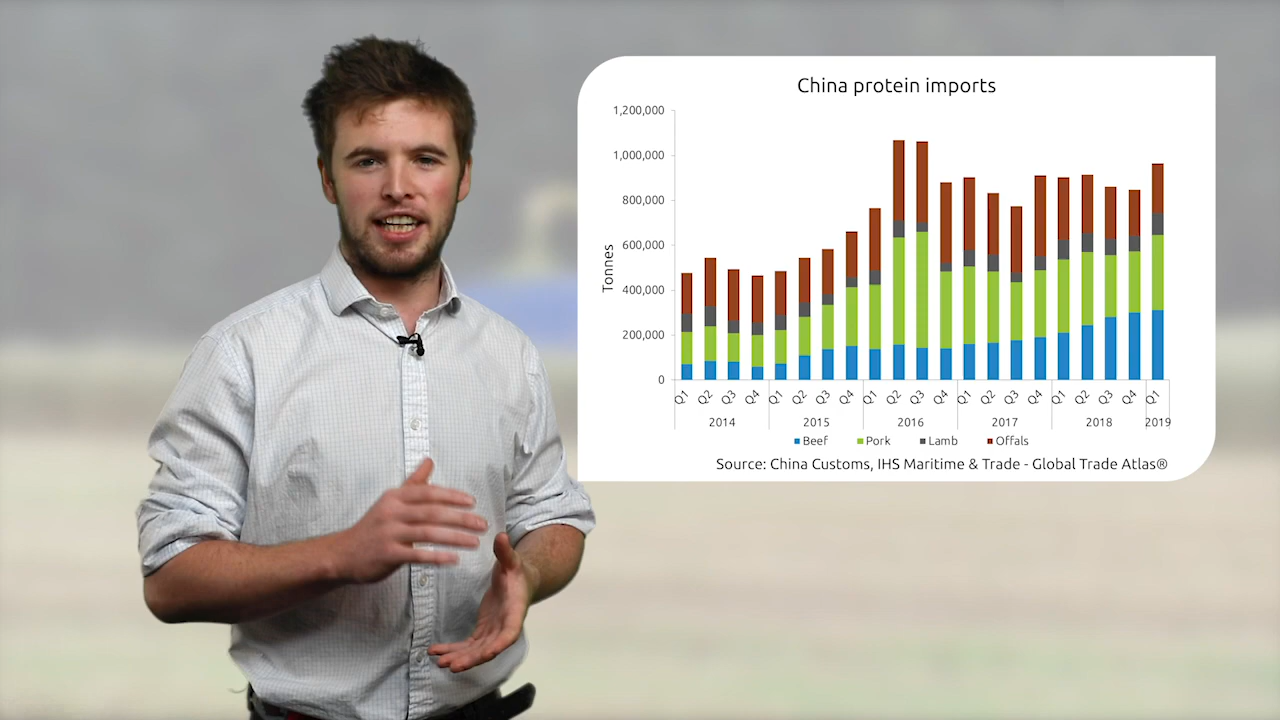 China protein imports
1,200,000
1,000,000
800,000
600,000
400,000
200,000
0
Tonnes
Q1 Q2 Q3 Q4 Q1 Q2 Q3 Q4 Q1 Q2 Q3 Q4 Q1 Q2 Q3 Q4 Q1 Q2 Q3 Q4 Q1
2014 2015 2016 2017 2018 2019
Beef Pork Lamb Offals
Source: China Customs, IHS Maritime & Trade - Global Trade Atlas®